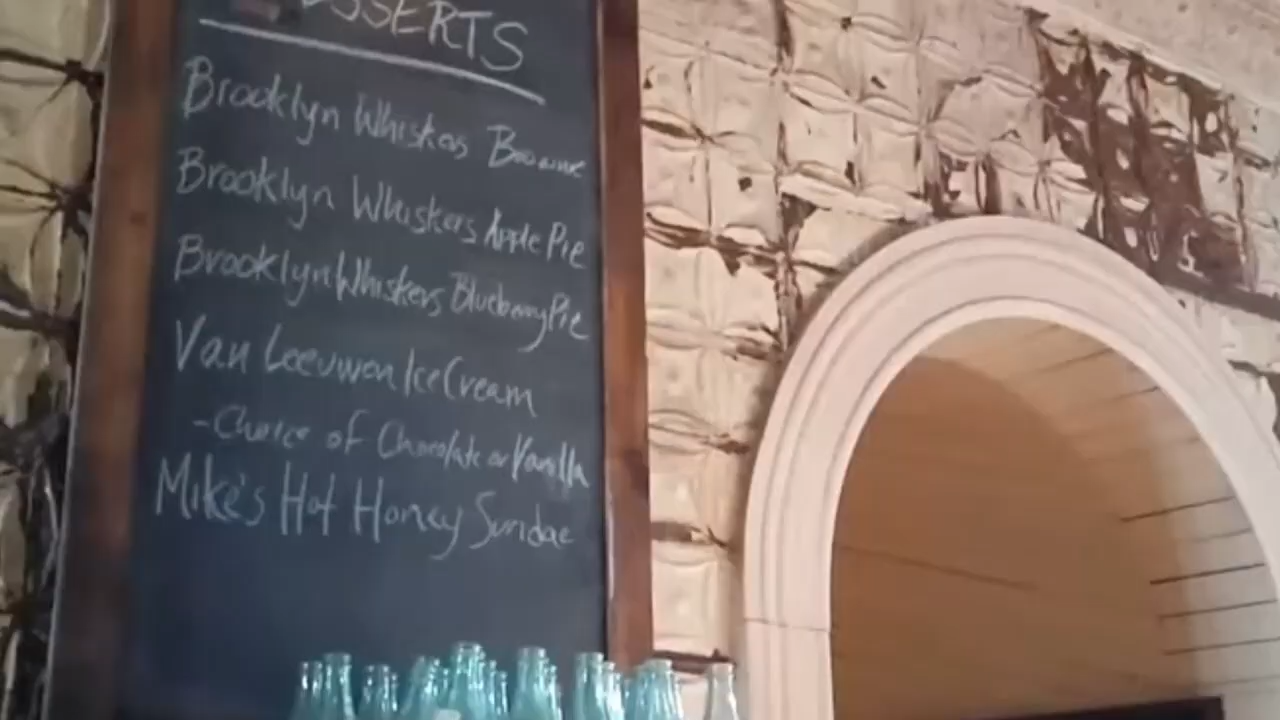 DESSERTS
Brooklyn Whiskers Brownie
Brooklyn Whiskers Apple Pie
Brooklyn Whiskers Blueberry Pie
Van Leeuwen Ice Cream
-Choice of Chocolate or Vanilla
Mike's Hot Honey Sundae